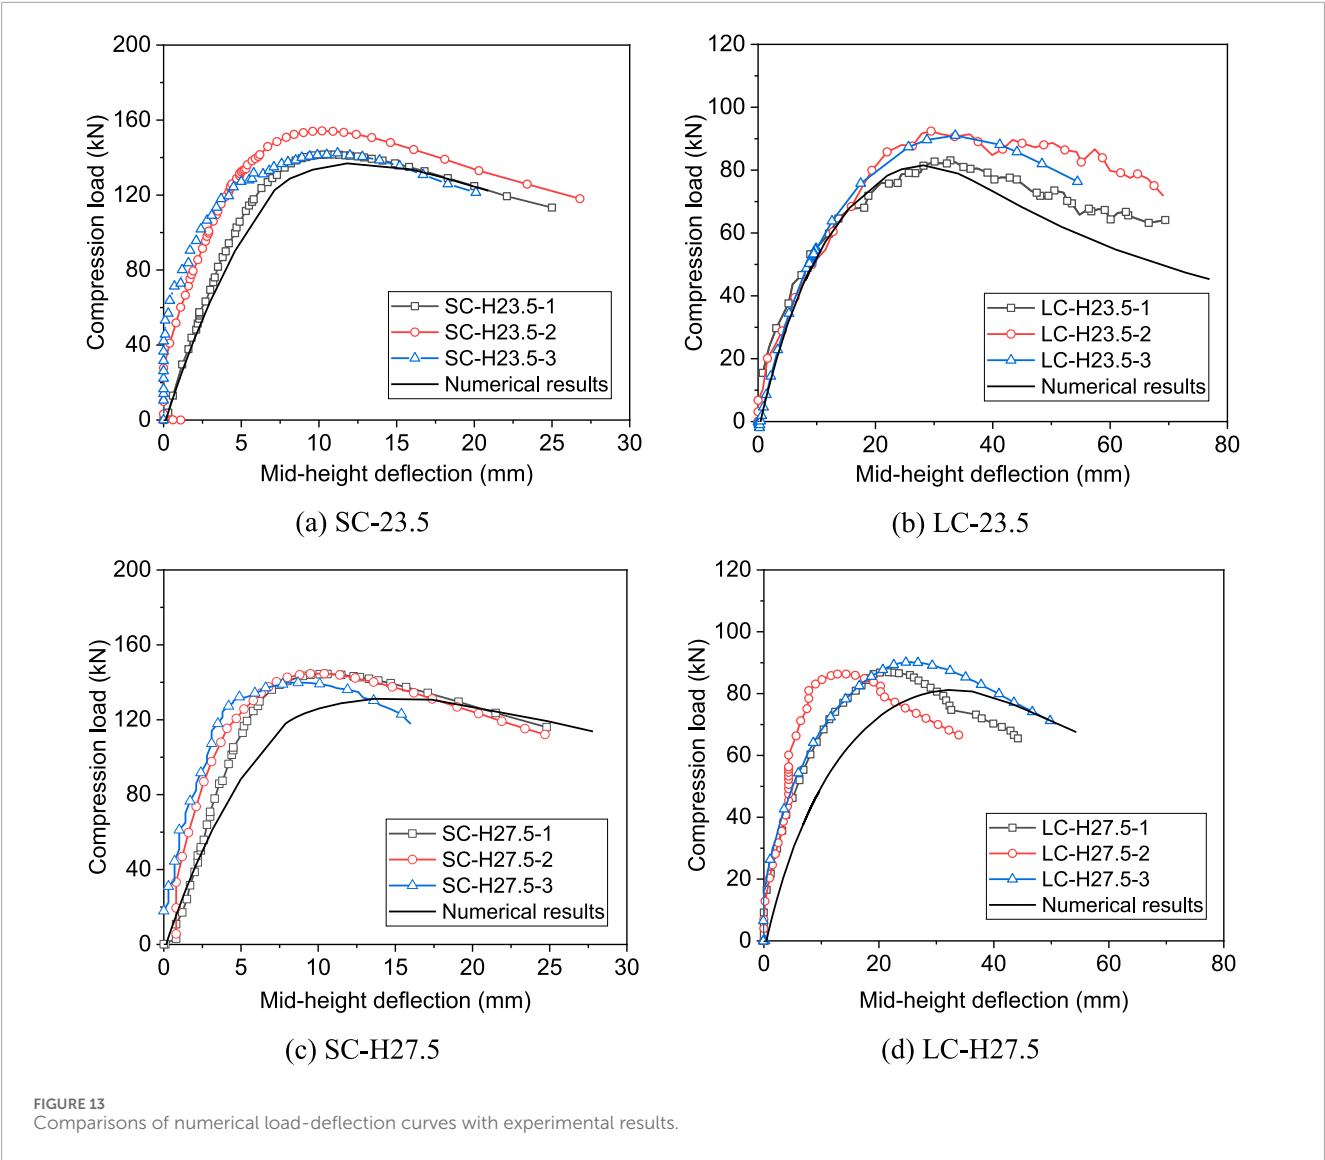 200
160
120
80
40
0
Compression load (kN)
SC-H23.5-1
SC-H23.5-2
SC-H23.5-3
Numerical results
0 5 10 15 20 25 30
Mid-height deflection (mm)
(a) SC-23.5
120
100
80
60
40
20
0
Compression load (kN)
LC-H23.5-1
LC-H23.5-2
LC-H23.5-3
Numerical results
0 20 40 60 80
Mid-height deflection (mm)
(b) LC-23.5
200
160
120
80
40
0
Compression load (kN)
SC-H27.5-1
SC-H27.5-2
SC-H27.5-3
Numerical results
0 5 10 15 20 25 30
Mid-height deflection (mm)
(c) SC-H27.5
120
100
80
60
40
20
0
Compression load (kN)
LC-H27.5-1
LC-H27.5-2
LC-H27.5-3
Numerical results
0 20 40 60 80
Mid-height deflection (mm)
(d) LC-H27.5
FIGURE 13
Comparisons of numerical load-deflection curves with experimental results.